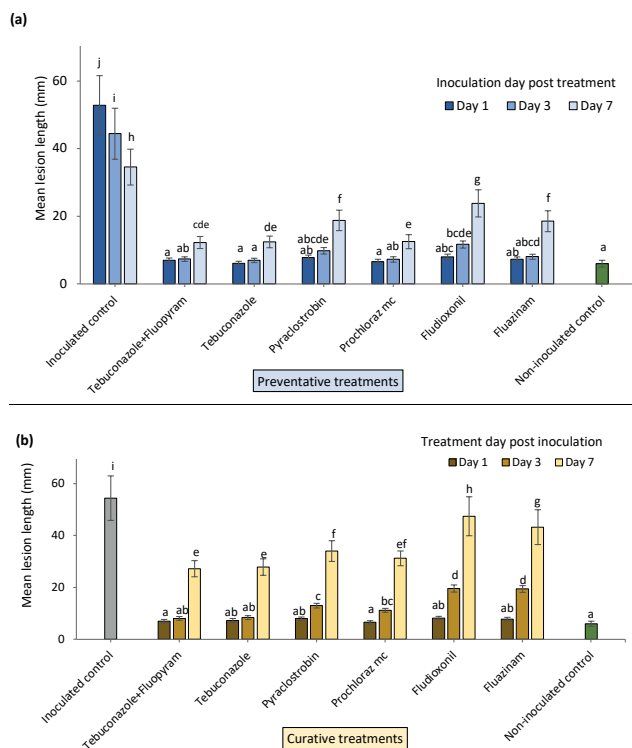 (a)
Mean lesion length (mm)
60
40
20
0
Inoculation day post treatment
Day 1 Day 3 Day 7
j i h
a ab cde
a a de
ab abcde f
a ab e
abc bcde g
ab abcd f
a
Inoculated control
Tebuconazole+Fluopyram
Tebuconazole
Pyraclostrobin
Prochloraz mc
Fludioxonil
Fluazinam
Non-inoculated control
Preventative treatments
(b)
Mean lesion length (mm)
60
40
20
0
Treatment day post inoculation
Day 1 Day 3 Day 7
i
a ab e
ab ab e
ab c f
a bc ef
ab d h
ab d g
a
Inoculated control
Tebuconazole+Fluopyram
Tebuconazole
Pyraclostrobin
Prochloraz mc
Fludioxonil
Fluazinam
Non-inoculated control
Curative treatments